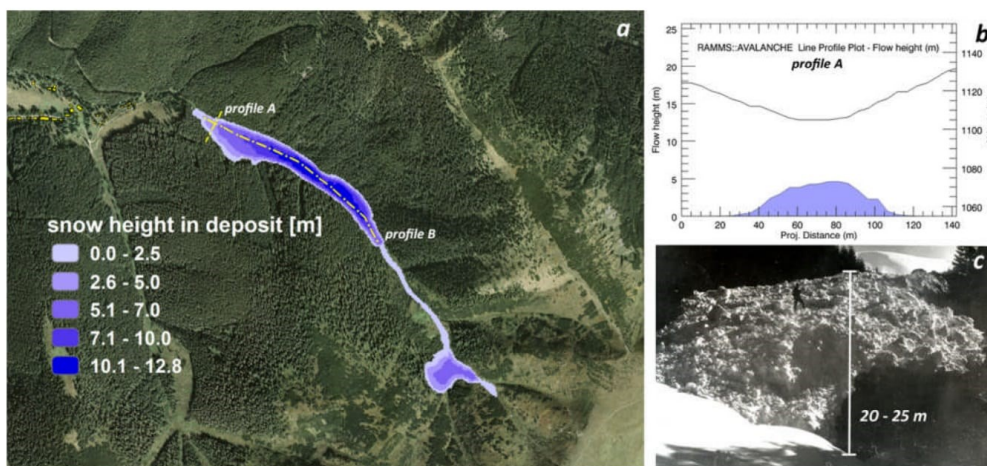 a
profile A
profile B
snow height in deposit [m]
0.0 - 2.5
2.6 - 5.0
5.1 - 7.0
7.1 - 10.0
10.1 - 12.8
b
RAMMS::AVALANCHE Line Profile Plot - Flow height (m)
profile A
Flow height (m)
25
20
15
10
5
0
1140
1120
1100
1080
1060
0 20 40 60 80 100 120 140
Proj. Distance (m)
c
20 - 25 m